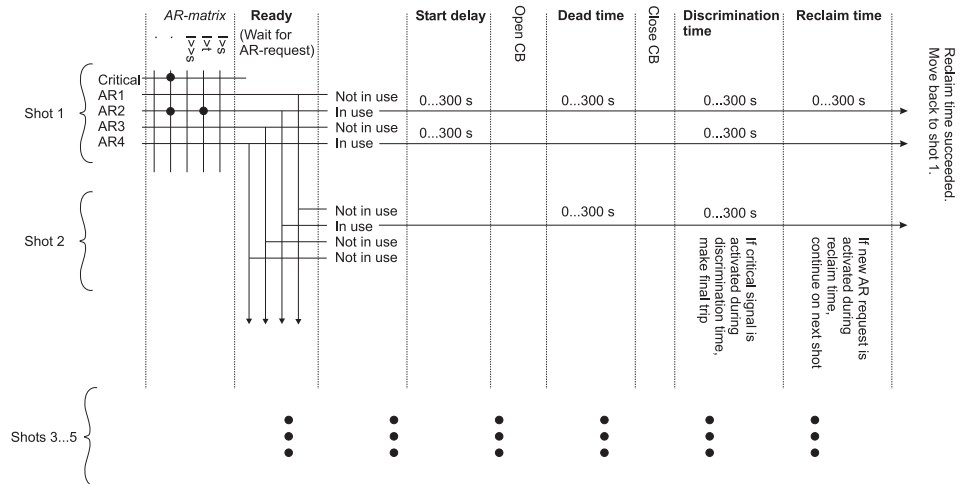 AR-matrix
Ready
(Wait for
AR-request)
Start delay
Open CB
Dead time
Close CB
Discrimination
time
Reclaim time
. . I>>s I>t I>s
Critical
AR1
AR2
AR3
AR4
Shot 1
Not in use
In use
Not in use
In use
0...300 s 0...300 s 0...300 s 0...300 s
0...300 s 0...300 s
Reclaim time succeeded.
Move back to shot 1.
Shot 2
Not in use
In use
Not in use
Not in use
0...300 s 0...300 s
If critical signal is
activated during
discrimination time,
make final trip
If new AR request is
activated during
reclaim time,
continue on next shot
Shots 3...5